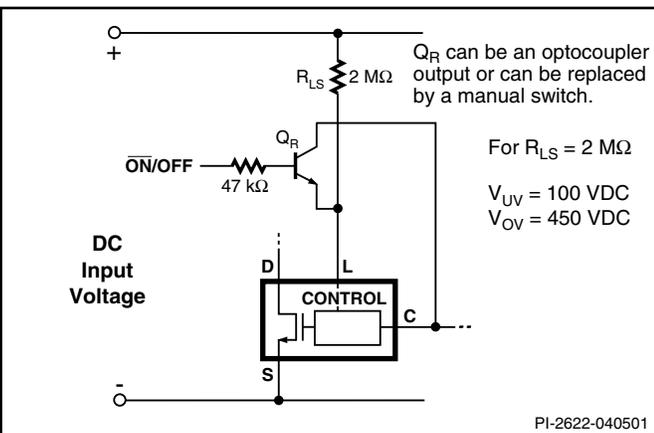 +
R_LS
2 MΩ
Q_R can be an optocoupler
output or can be replaced
by a manual switch.
Q_R
O̅N̅/OFF
47 kΩ
For R_LS = 2 MΩ
V_UV = 100 VDC
V_OV = 450 VDC
DC
Input
Voltage
D
L
CONTROL
C
S
-
PI-2622-040501